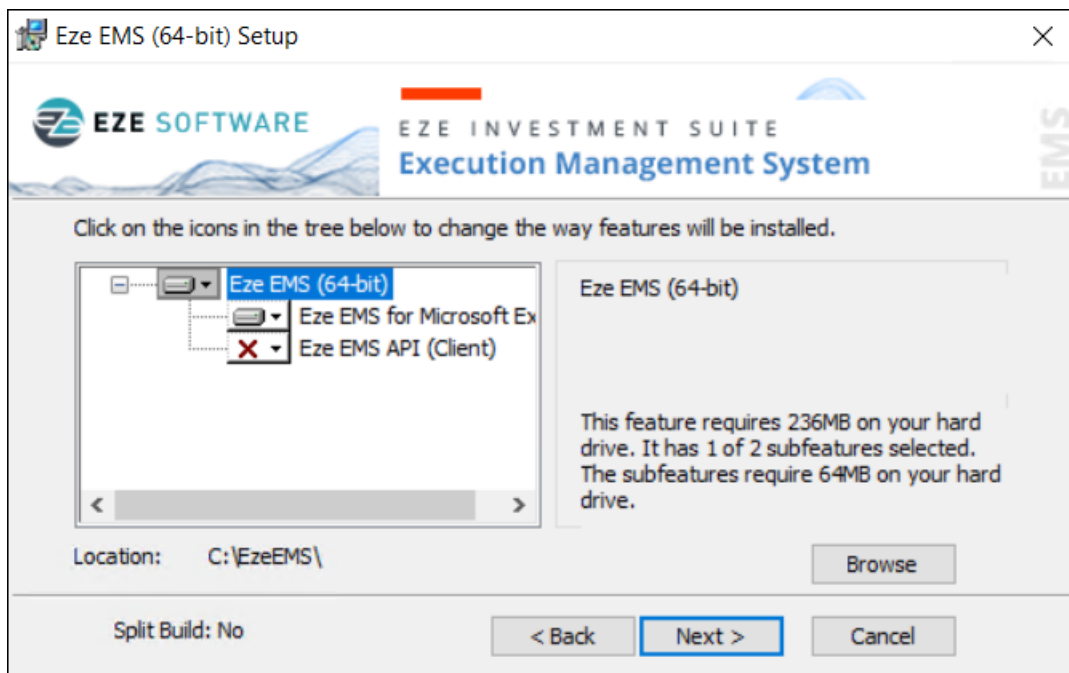 Eze EMS (64-bit) Setup
EZE SOFTWARE
EZE INVESTMENT SUITE
Execution Management System
EMS
Click on the icons in the tree below to change the way features will be installed.
Eze EMS (64-bit)
Eze EMS for Microsoft Ex
Eze EMS API (Client)
Eze EMS (64-bit)
This feature requires 236MB on your hard
drive. It has 1 of 2 subfeatures selected.
The subfeatures require 64MB on your hard
drive.
Location: C:\EzeEMS\
Browse
Split Build: No
< Back
Next >
Cancel